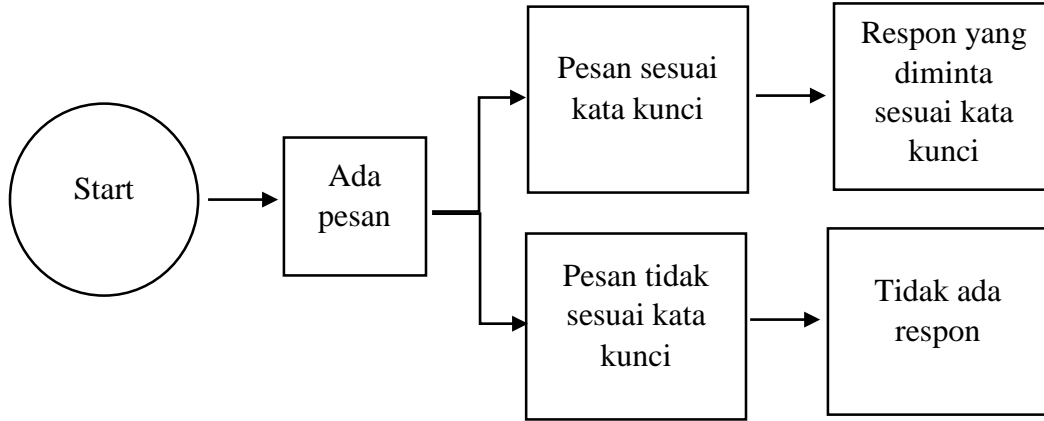 Start
Ada
pesan
Pesan sesuai
kata kunci
Respon yang
diminta
sesuai kata
kunci
Pesan tidak
sesuai kata
kunci
Tidak ada
respon